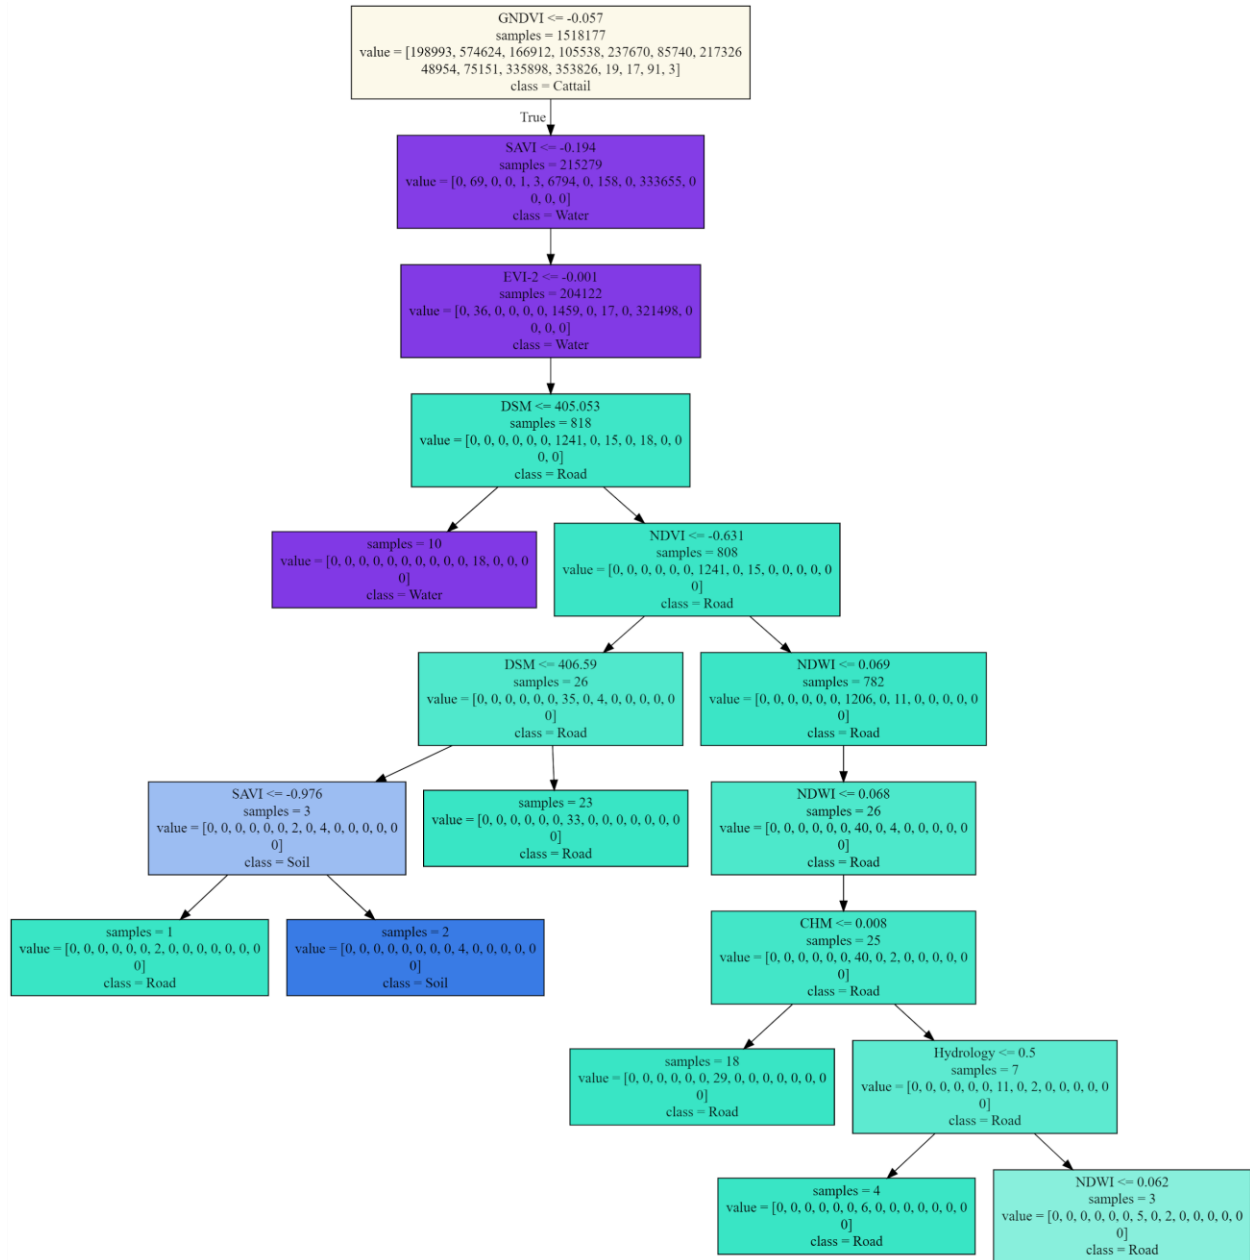 GNDVI <= -0.057
samples = 1518177
value = [198993, 574624, 166912, 105538, 237670, 85740, 217326
48954, 75151, 335898, 353826, 19, 17, 91, 3]
class = Cattail
True
SAVI <= -0.194
samples = 215279
value = [0, 69, 0, 0, 1, 3, 6794, 0, 158, 0, 333655, 0
0, 0, 0]
class = Water
EVI-2 <= -0.001
samples = 204122
value = [0, 36, 0, 0, 0, 0, 1459, 0, 17, 0, 321498, 0
0, 0, 0]
class = Water
DSM <= 405.053
samples = 818
value = [0, 0, 0, 0, 0, 0, 1241, 0, 15, 0, 18, 0, 0
0, 0]
class = Road
samples = 10
value = [0, 0, 0, 0, 0, 0, 0, 0, 0, 0, 18, 0, 0, 0
0]
class = Water
NDVI <= -0.631
samples = 808
value = [0, 0, 0, 0, 0, 0, 1241, 0, 15, 0, 0, 0, 0, 0
0]
class = Road
DSM <= 406.59
samples = 26
value = [0, 0, 0, 0, 0, 0, 35, 0, 4, 0, 0, 0, 0, 0
0]
class = Road
NDWI <= 0.069
samples = 782
value = [0, 0, 0, 0, 0, 0, 1206, 0, 11, 0, 0, 0, 0, 0
0]
class = Road
SAVI <= -0.976
samples = 3
value = [0, 0, 0, 0, 0, 0, 2, 0, 4, 0, 0, 0, 0, 0
0]
class = Soil
samples = 23
value = [0, 0, 0, 0, 0, 0, 33, 0, 0, 0, 0, 0, 0, 0
0]
class = Road
NDWI <= 0.068
samples = 26
value = [0, 0, 0, 0, 0, 0, 40, 0, 4, 0, 0, 0, 0, 0
0]
class = Road
samples = 1
value = [0, 0, 0, 0, 0, 0, 2, 0, 0, 0, 0, 0, 0, 0
0]
class = Road
samples = 2
value = [0, 0, 0, 0, 0, 0, 0, 0, 4, 0, 0, 0, 0, 0
0]
class = Soil
CHM <= 0.008
samples = 25
value = [0, 0, 0, 0, 0, 0, 40, 0, 2, 0, 0, 0, 0, 0
0]
class = Road
samples = 18
value = [0, 0, 0, 0, 0, 0, 29, 0, 0, 0, 0, 0, 0, 0
0]
class = Road
Hydrology <= 0.5
samples = 7
value = [0, 0, 0, 0, 0, 0, 11, 0, 2, 0, 0, 0, 0, 0
0]
class = Road
samples = 4
value = [0, 0, 0, 0, 0, 0, 6, 0, 0, 0, 0, 0, 0, 0
0]
class = Road
NDWI <= 0.062
samples = 3
value = [0, 0, 0, 0, 0, 0, 5, 0, 2, 0, 0, 0, 0, 0
0]
class = Road